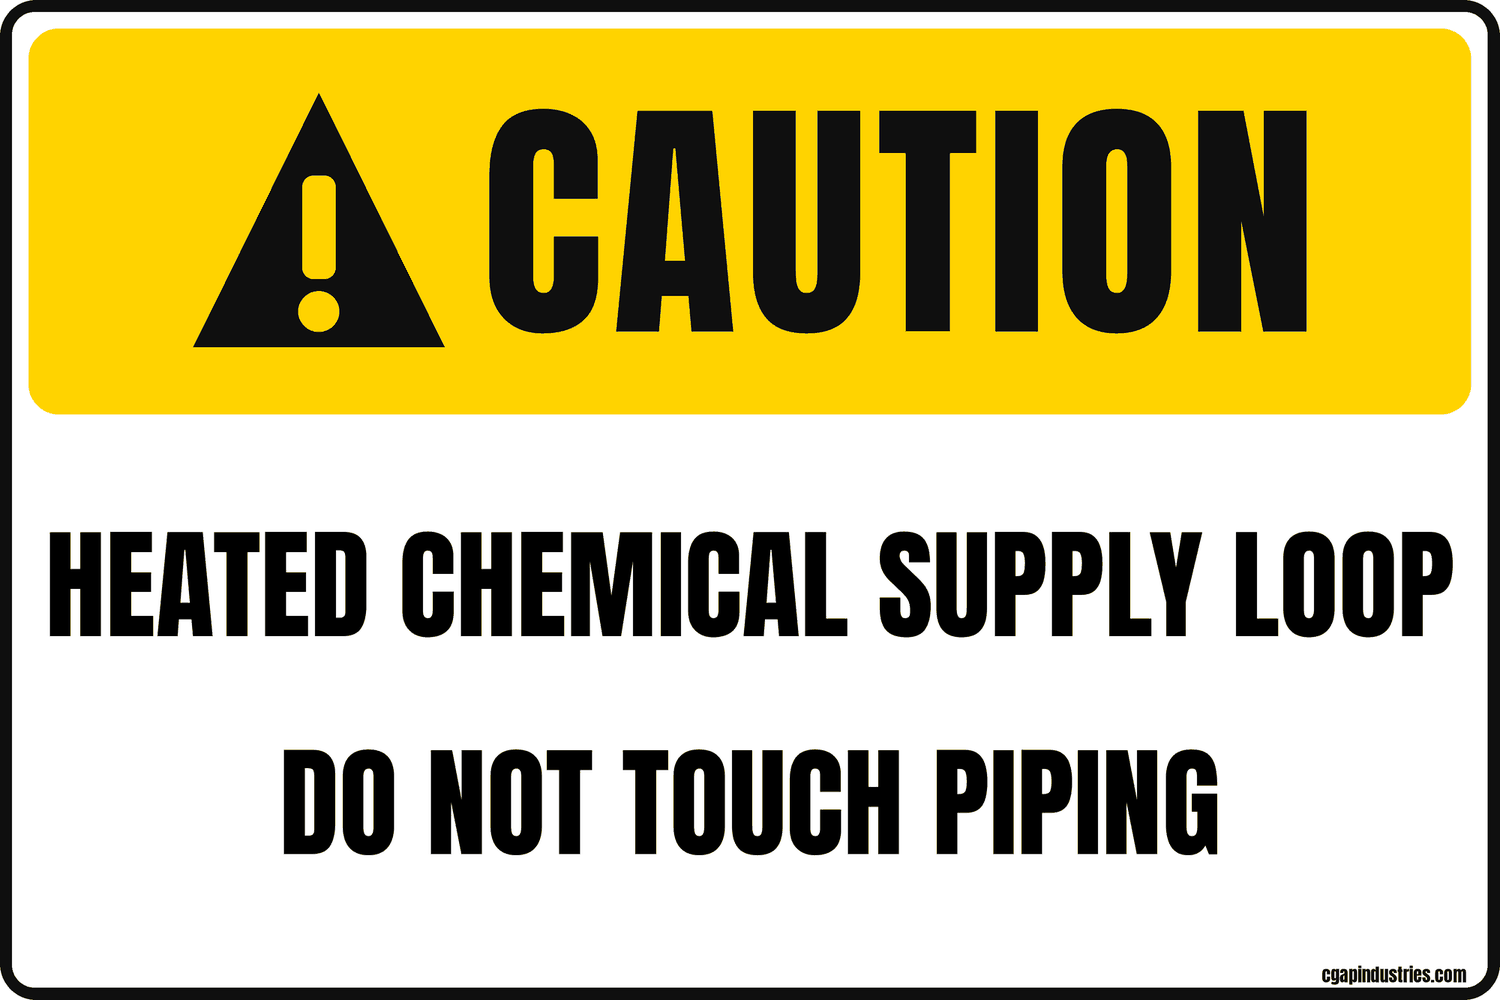 CAUTION
HEATED CHEMICAL SUPPLY LOOP
DO NOT TOUCH PIPING
cgapindustries.com